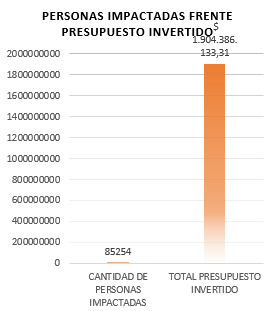 PERSONAS IMPACTADAS FRENTE
PRESUPUESTO INVERTIDO
$
1.904.386.
133,31
2000000000
1800000000
1600000000
1400000000
1200000000
1000000000
800000000
600000000
400000000
200000000
0
85254
CANTIDAD DE
PERSONAS
IMPACTADAS
TOTAL PRESUPUESTO
INVERTIDO